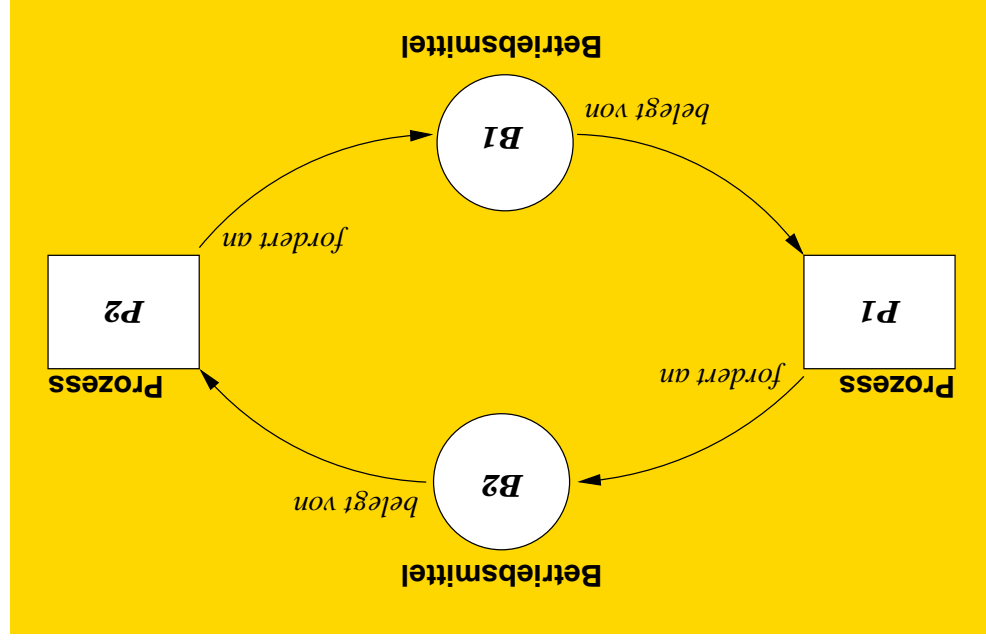 Betriebsmittel
B2
belegt von
Prozess
fordert an
Prozess
P1
P2
fordert an
B1
belegt von
Betriebsmittel